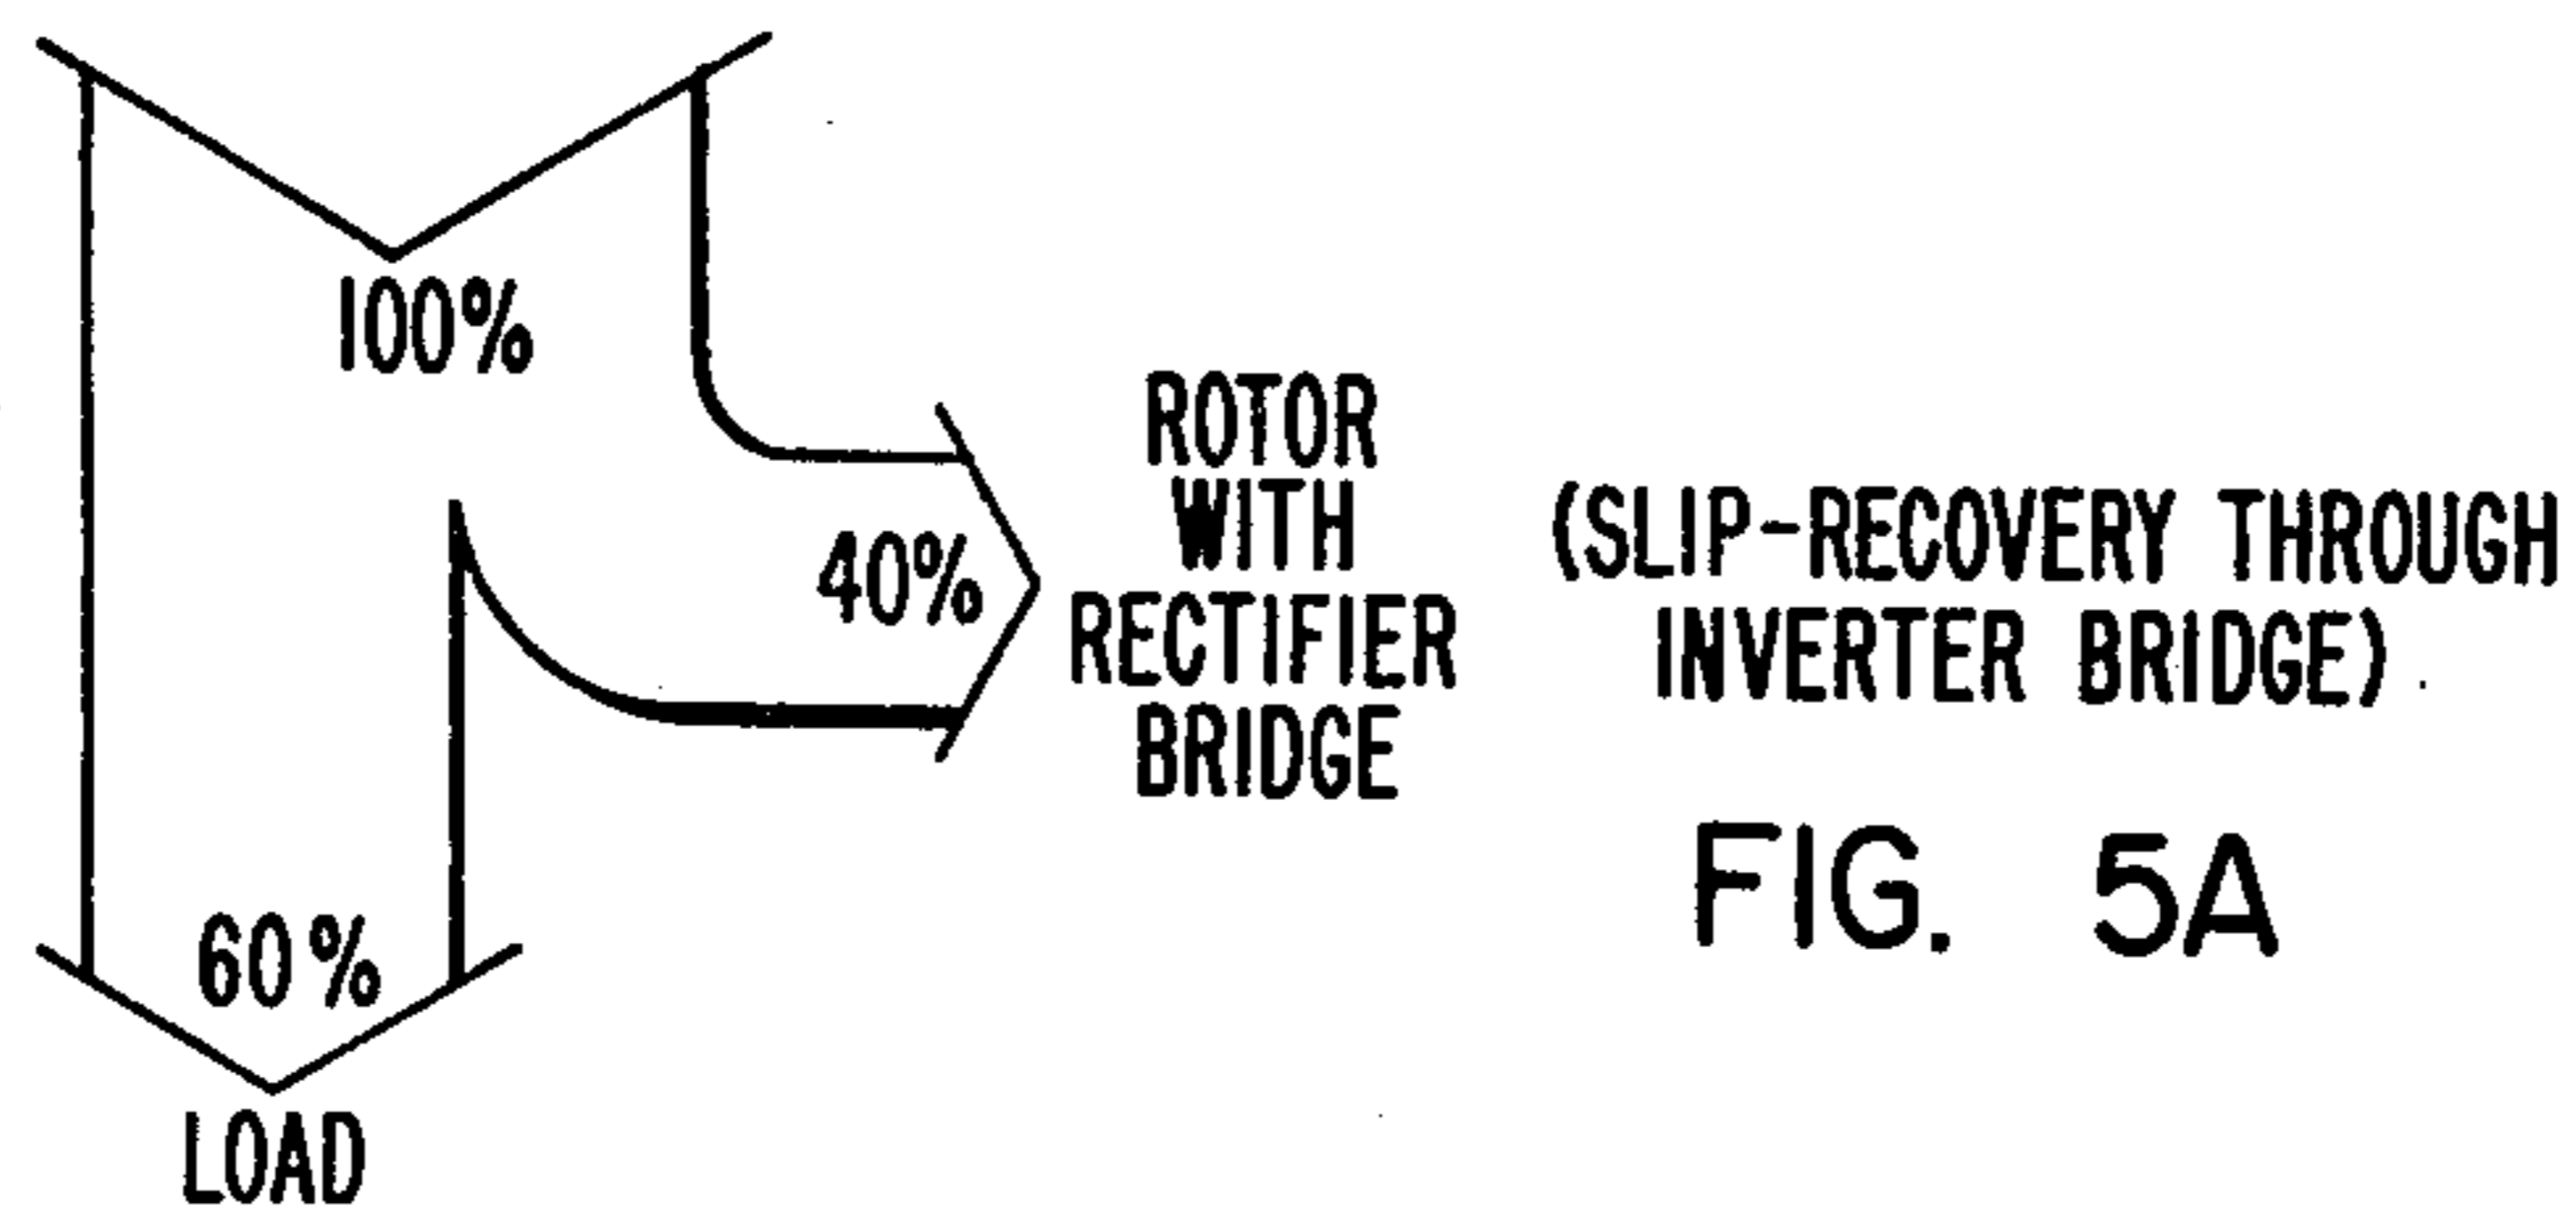 100%
40%
ROTOR
WITH
RECTIFIER
BRIDGE
(SLIP-RECOVERY THROUGH
INVERTER BRIDGE)
60%
LOAD
FIG. 5A